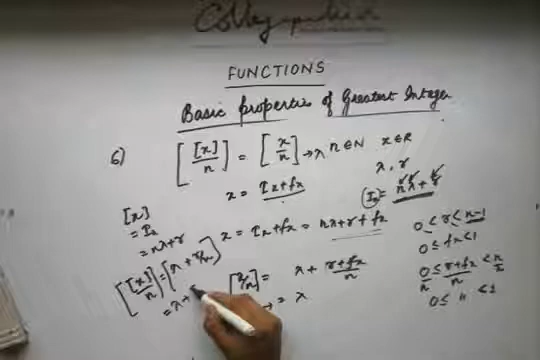 FUNCTIONS
Basic properties of Greatest Integer
6) [[x]/n] = [x/n] → λ n ∈ N x ∈ R
λ, r
x = Ix + fx
Ix = nλ + r
[x]
= Ix
= nλ+r
x = Ix + fx = nλ + r + fx
0 ≤ r ≤ n-1
0 ≤ fx < 1
[[x]/n] = [λ + r/n]
= λ +
[x/n] = λ + r+fx/n
→ = λ
0/n ≤ r+fx/n < n/n
0 ≤ " < 1